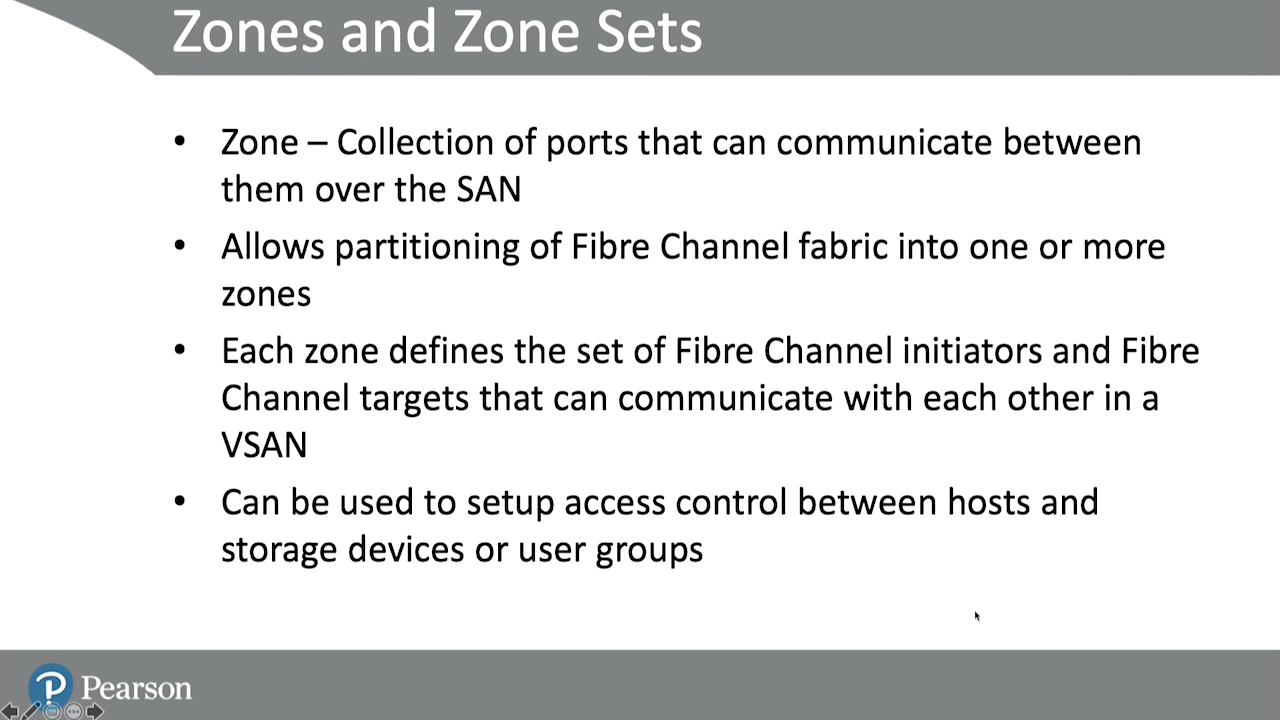 Zones and Zone Sets
• Zone – Collection of ports that can communicate between
them over the SAN
• Allows partitioning of Fibre Channel fabric into one or more
zones
• Each zone defines the set of Fibre Channel initiators and Fibre
Channel targets that can communicate with each other in a
VSAN
• Can be used to setup access control between hosts and
storage devices or user groups
Pearson